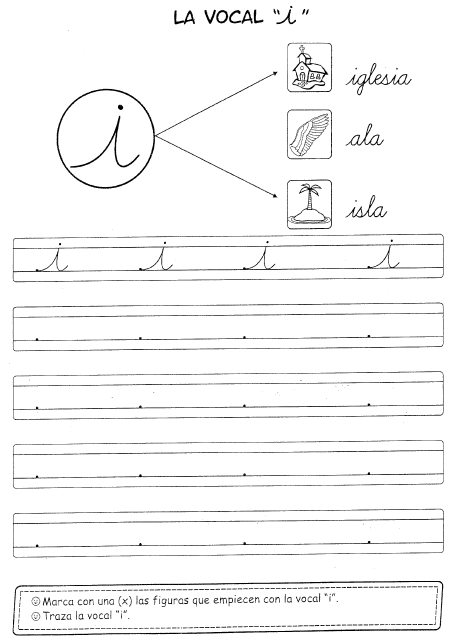 LA VOCAL "i"
i
iglesia
ala
isla
i i i i
Marca con una (x) las figuras que empiecen con la vocal "i".
Traza la vocal "i".